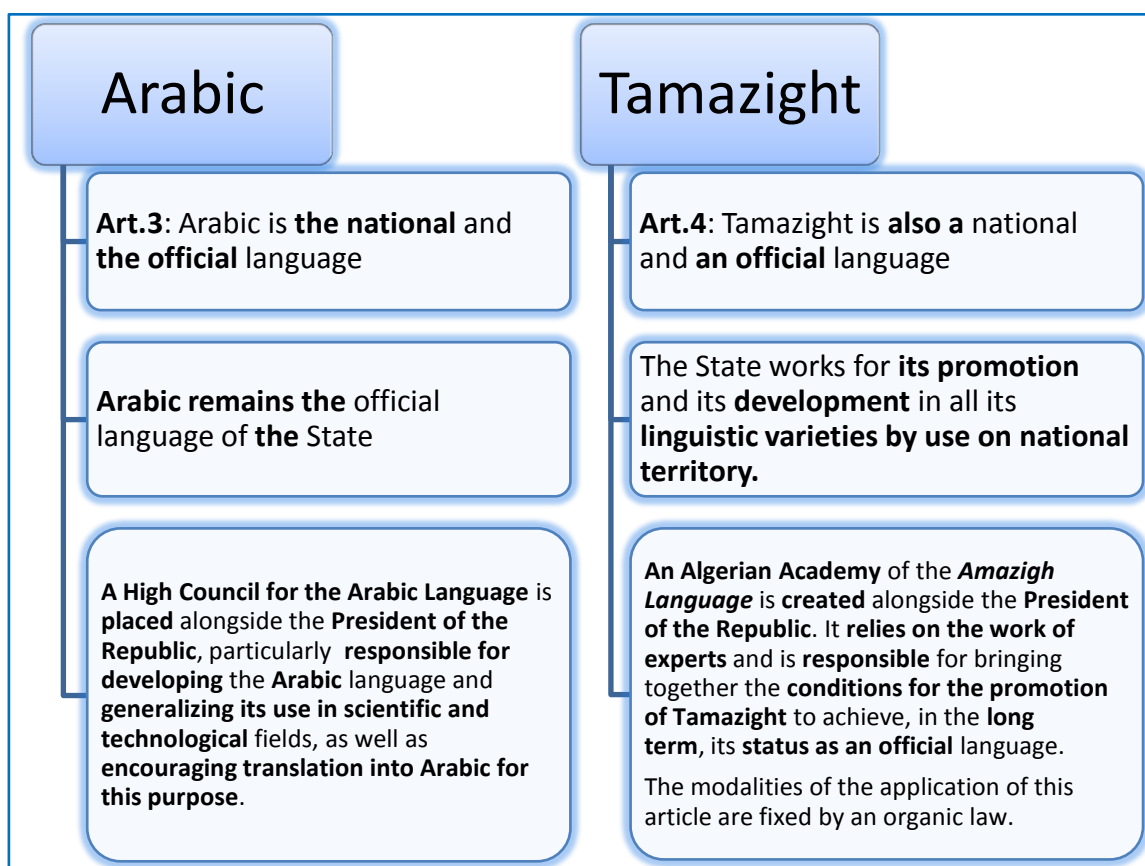 Arabic
Art.3: Arabic is the national and
the official language
Arabic remains the official
language of the State
A High Council for the Arabic Language is
placed alongside the President of the
Republic, particularly responsible for
developing the Arabic language and
generalizing its use in scientific and
technological fields, as well as
encouraging translation into Arabic for
this purpose.
Tamazight
Art.4: Tamazight is also a national
and an official language
The State works for its promotion
and its development in all its
linguistic varieties by use on national
territory.
An Algerian Academy of the Amazigh
Language is created alongside the President
of the Republic. It relies on the work of
experts and is responsible for bringing
together the conditions for the promotion
of Tamazight to achieve, in the long
term, its status as an official language.
The modalities of the application of this
article are fixed by an organic law.